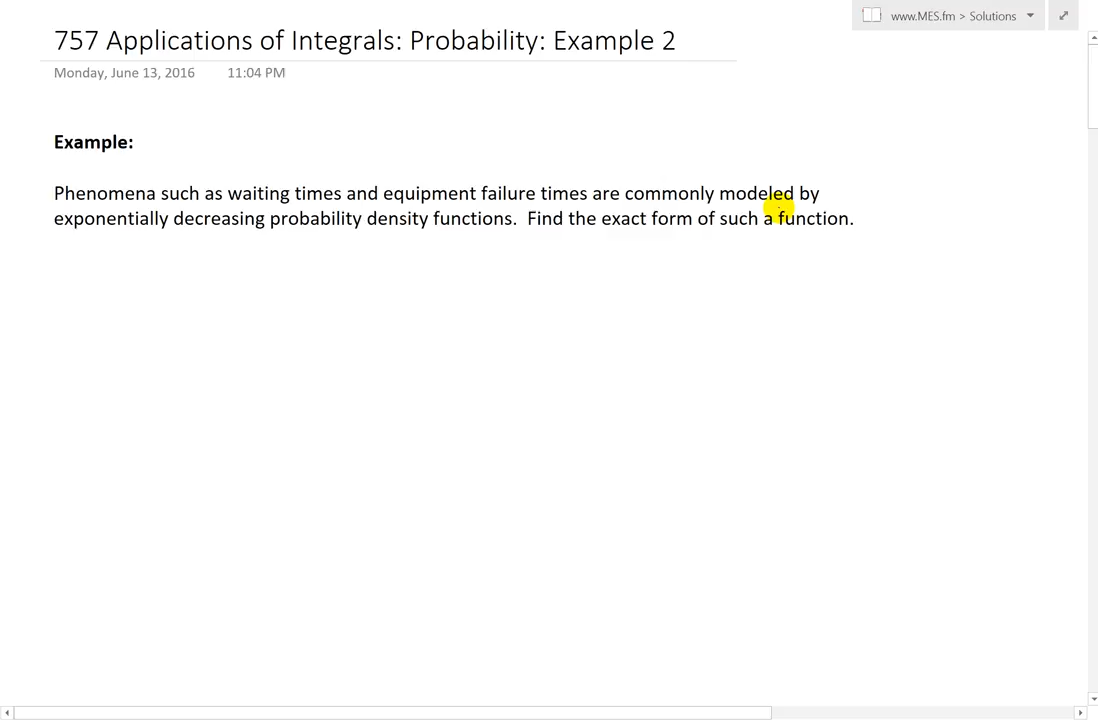 www.MES.fm > Solutions
757 Applications of Integrals: Probability: Example 2
Monday, June 13, 2016 11:04 PM
Example:
Phenomena such as waiting times and equipment failure times are commonly modeled by
exponentially decreasing probability density functions. Find the exact form of such a function.